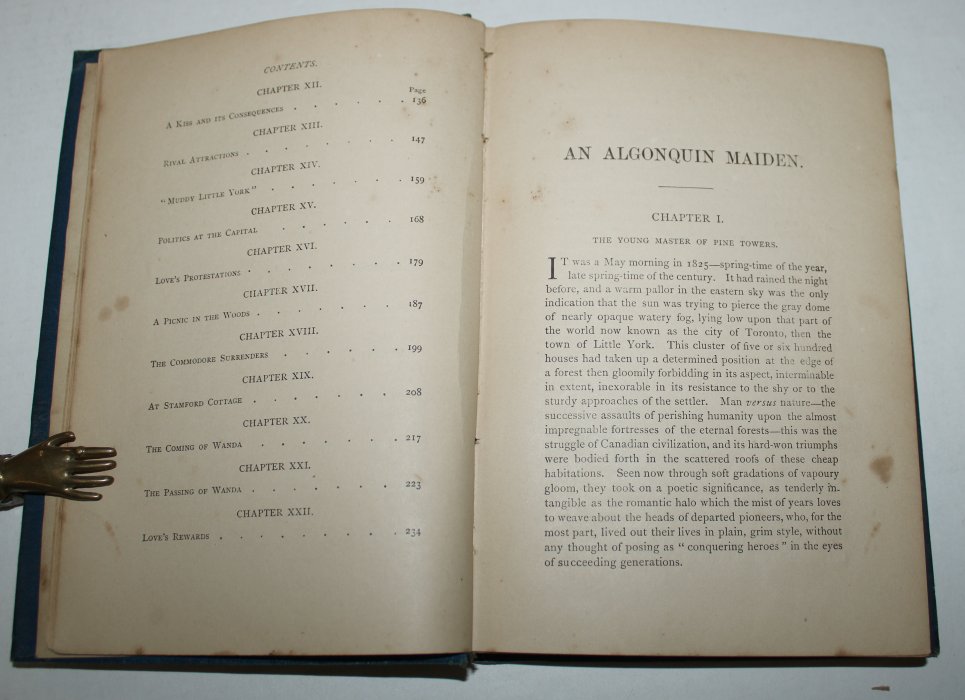 CONTENTS.
CHAPTER XII.
Page
A Kiss and its Consequences . . . . . . 136
CHAPTER XIII.
Rival Attractions . . . . . . . 147
CHAPTER XIV.
"Muddy Little York" . . . . . . . 159
CHAPTER XV.
Politics at the Capital . . . . . . 168
CHAPTER XVI.
Love's Protestations . . . . . . . 179
CHAPTER XVII.
A Picnic in the Woods . . . . . . 187
CHAPTER XVIII.
The Commodore Surrenders . . . . . 199
CHAPTER XIX.
At Stamford Cottage . . . . . . 208
CHAPTER XX.
The Coming of Wanda . . . . . . 217
CHAPTER XXI.
The Passing of Wanda . . . . . . 223
CHAPTER XXII.
Love's Rewards . . . . . . . 234
AN ALGONQUIN MAIDEN.
CHAPTER I.
THE YOUNG MASTER OF PINE TOWERS.
IT was a May morning in 1825—spring-time of the year,
late spring-time of the century. It had rained the night
before, and a warm pallor in the eastern sky was the only
indication that the sun was trying to pierce the gray dome
of nearly opaque watery fog, lying low upon that part of
the world now known as the city of Toronto, then the
town of Little York. This cluster of five or six hundred
houses had taken up a determined position at the edge of
a forest then gloomily forbidding in its aspect, interminable
in extent, inexorable in its resistance to the shy or to the
sturdy approaches of the settler. Man versus nature—the
successive assaults of perishing humanity upon the almost
impregnable fortresses of the eternal forests—this was the
struggle of Canadian civilization, and its hard-won triumphs
were bodied forth in the scattered roofs of these cheap
habitations. Seen now through soft gradations of vapoury
gloom, they took on a poetic significance, as tenderly in-
tangible as the romantic halo which the mist of years loves
to weave about the heads of departed pioneers, who, for the
most part, lived out their lives in plain, grim style, without
any thought of posing as "conquering heroes" in the eyes
of succeeding generations.